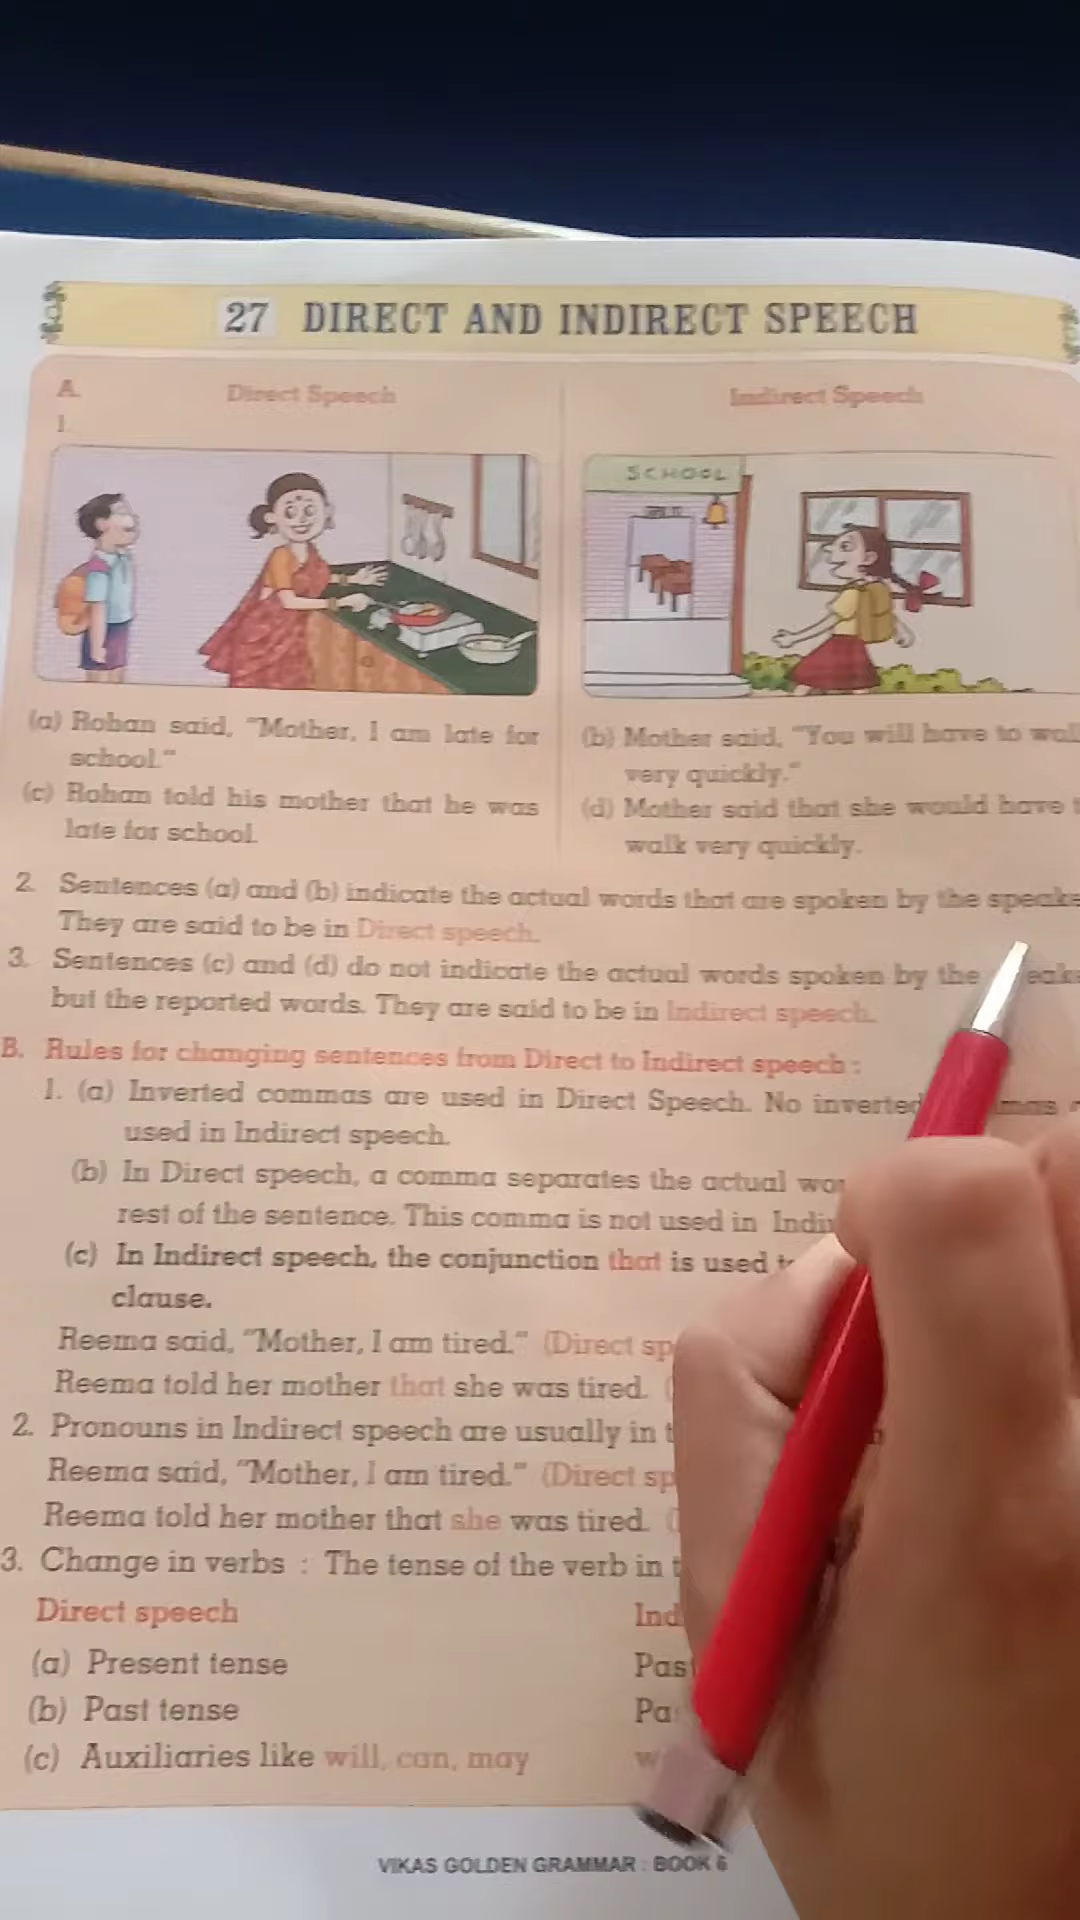 27 DIRECT AND INDIRECT SPEECH
A. Direct Speech Indirect Speech
1.
SCHOOL
(a) Rohan said, "Mother, I am late for
school."
(c) Rohan told his mother that he was
late for school.
(b) Mother said, "You will have to
very quickly."
(d) Mother said that she would have
walk very quickly.
2. Sentences (a) and (b) indicate the actual words that are spoken by the
They are said to be in Direct speech.
3. Sentences (c) and (d) do not indicate the actual words spoken by the
but the reported words. They are said to be in Indirect speech.
B. Rules for changing sentences from Direct to Indirect speech :
1. (a) Inverted commas are used in Direct Speech. No inverted
used in Indirect speech.
(b) In Direct speech, a comma separates the actual
rest of the sentence. This comma is not used in
(c) In Indirect speech, the conjunction that is used
clause.
Reema said, "Mother, I am tired." (Direct
Reema told her mother that she was tired.
2. Pronouns in Indirect speech are usually in
Reema said, "Mother, I am tired." (Direct
Reema told her mother that she was tired.
3. Change in verbs : The tense of the verb in
Direct speech
(a) Present tense
(b) Past tense
(c) Auxiliaries like will, can, may
VIKAS GOLDEN GRAMMAR : BOOK 6